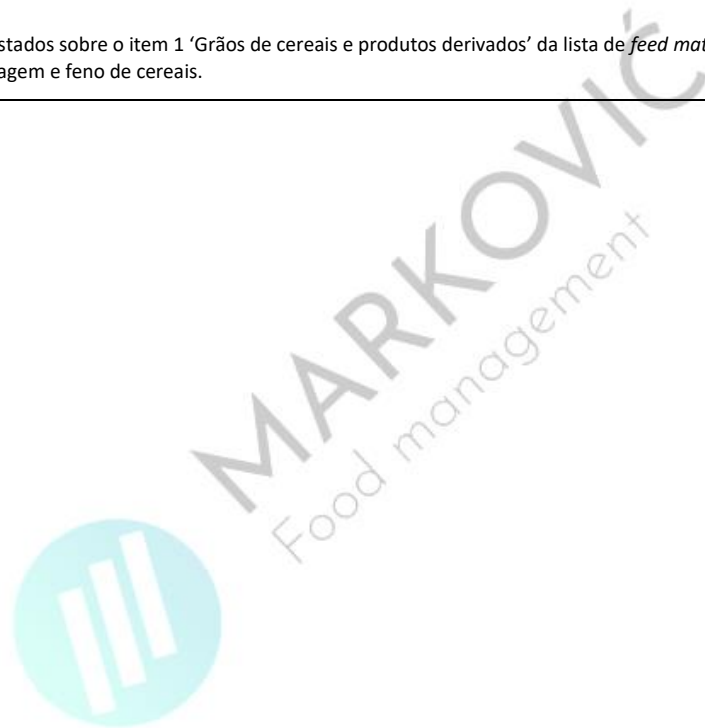 stados sobre o item 1 ‘Grãos de cereais e produtos derivados’ da lista de feed mat
agem e feno de cereais.
MARKOVIĆ
Food management